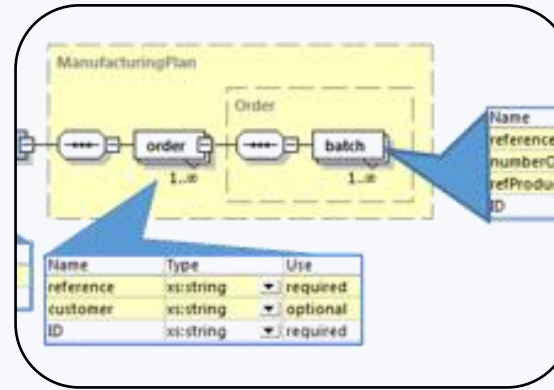 ManufacturingPlan
Order
order
batch
1..∞
1..∞
Name
reference
numberO
refProdu
ID
Name Type Use
reference xs:string required
customer xs:string optional
ID xs:string required